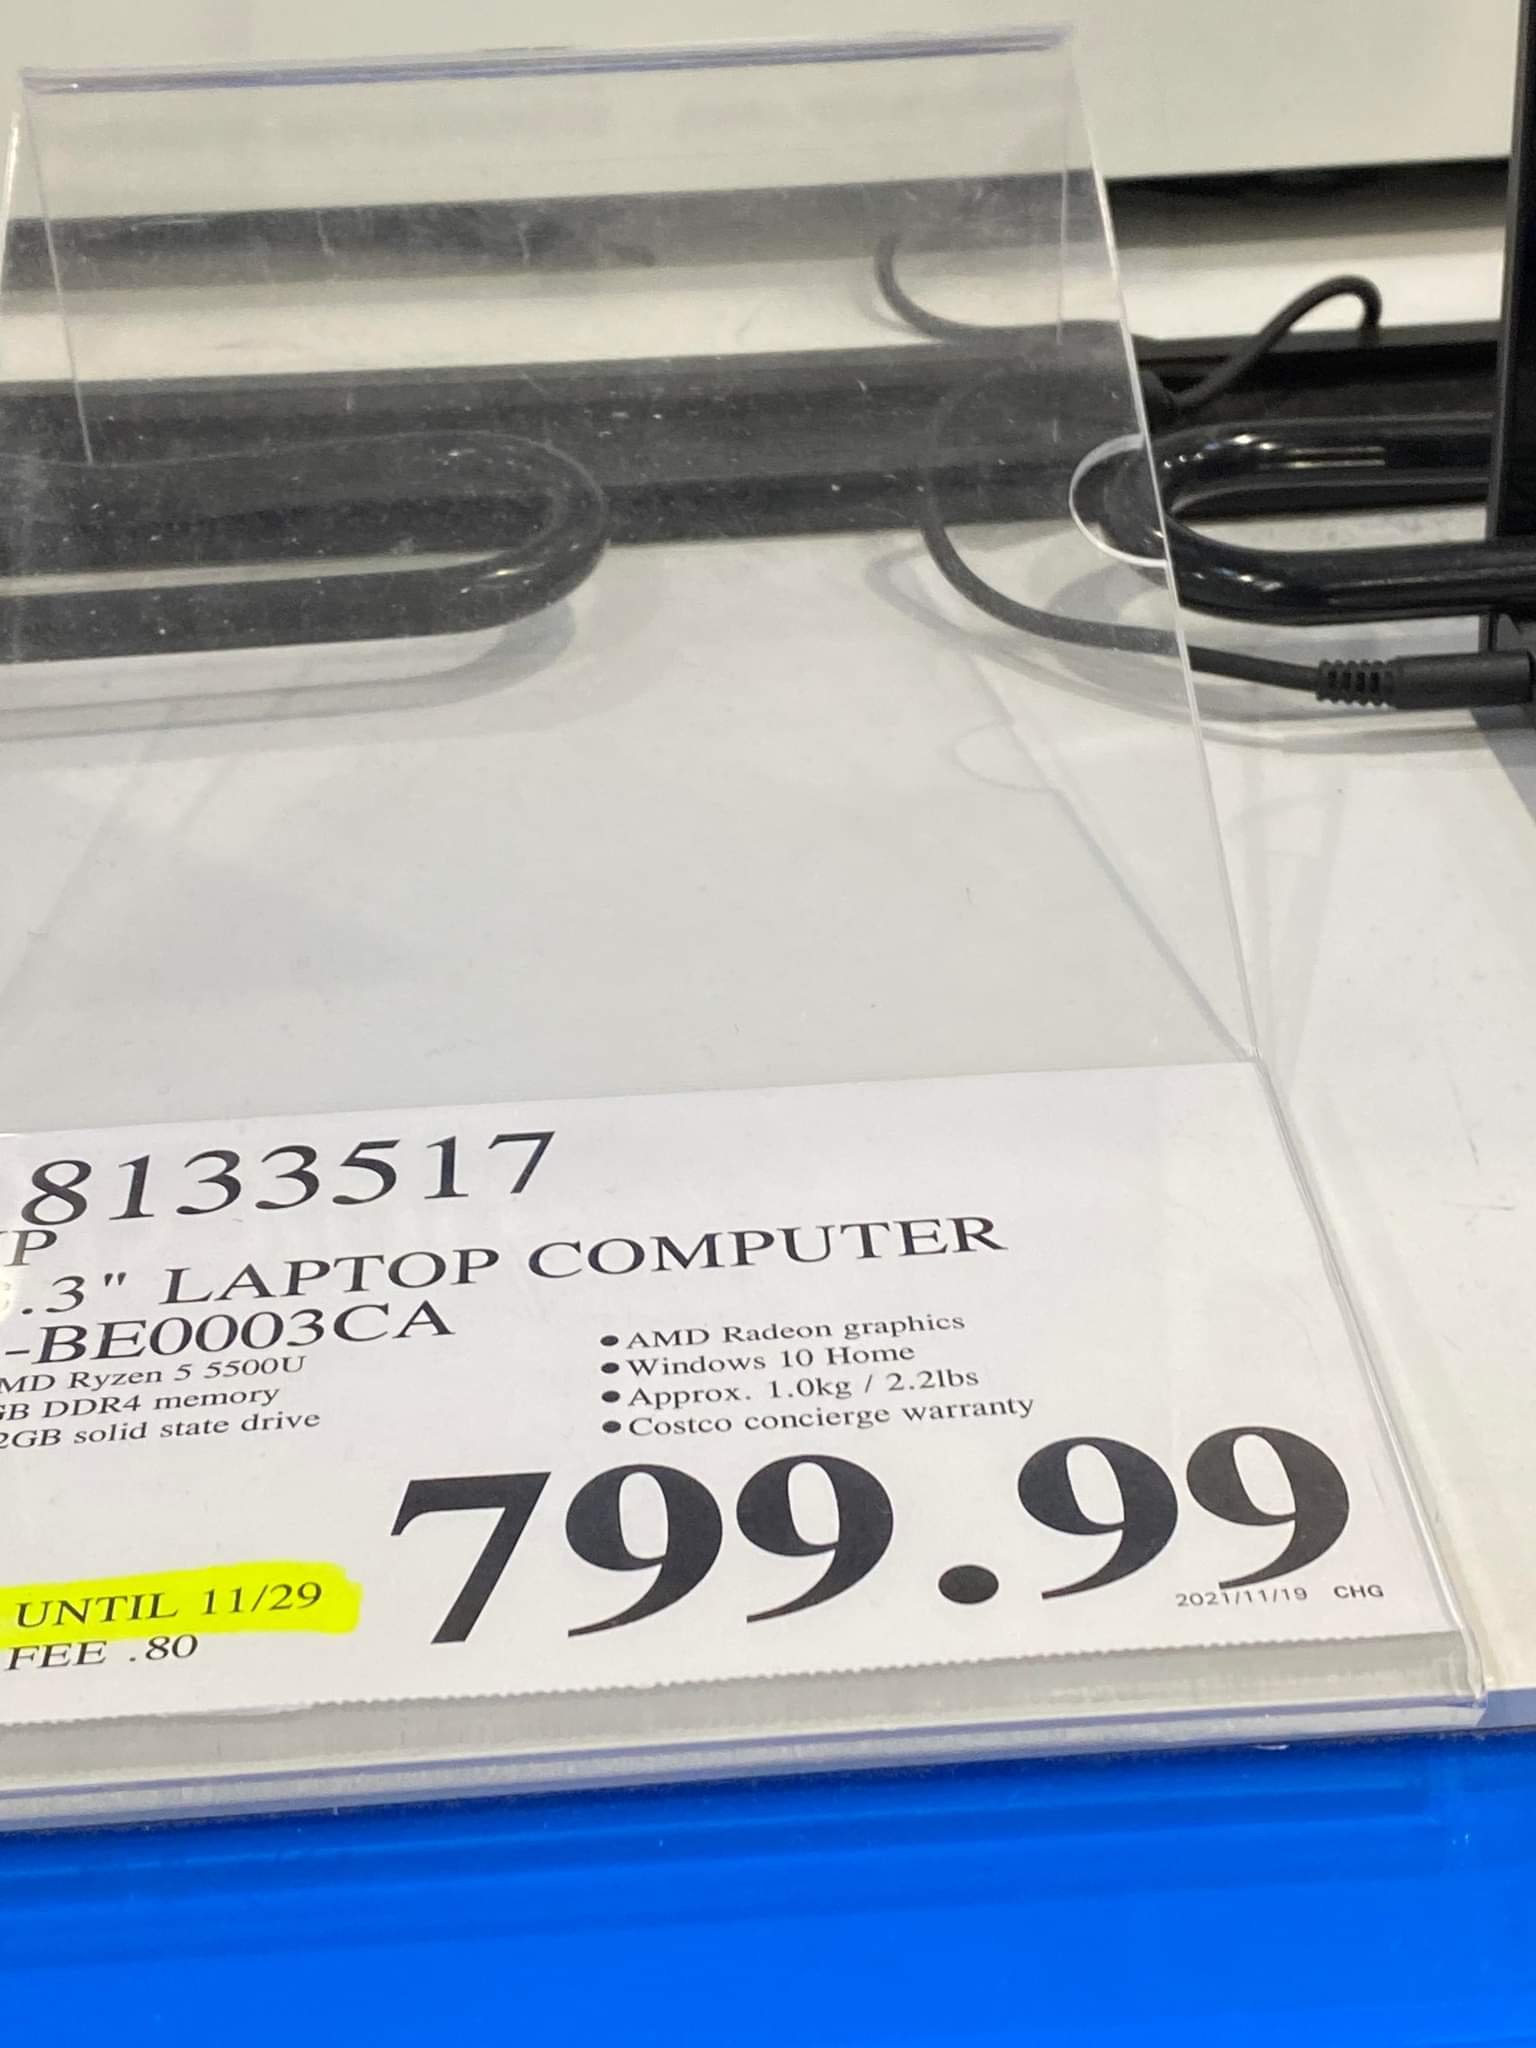 8133517
HP
.3" LAPTOP COMPUTER
-BE0003CA
MD Ryzen 5 5500U
GB DDR4 memory
2GB solid state drive
● AMD Radeon graphics
● Windows 10 Home
● Approx. 1.0kg / 2.2lbs
● Costco concierge warranty
799.99
UNTIL 11/29
FEE .80
2021/11/19 CHG